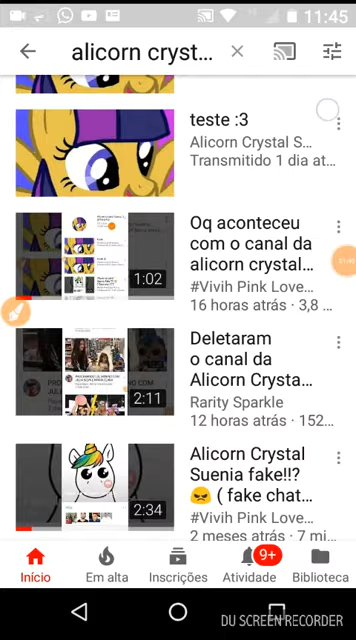 11:45
alicorn cryst...
teste :3
Alicorn Crystal S...
Transmitido 1 dia at...
Oq aconteceu
com o canal da
alicorn crystal...
#Vivih Pink Love...
16 horas atrás · 3,8 ...
1:02
Deletaram
o canal da
Alicorn Crysta...
Rarity Sparkle
12 horas atrás · 152...
2:11
Alicorn Crystal
Suenia fake!!?
😠 ( fake chat...
#Vivih Pink Love...
2 meses atrás · 7 mi...
2:34
9+
Início Em alta Inscrições Atividade Biblioteca
DU SCREEN RECORDER